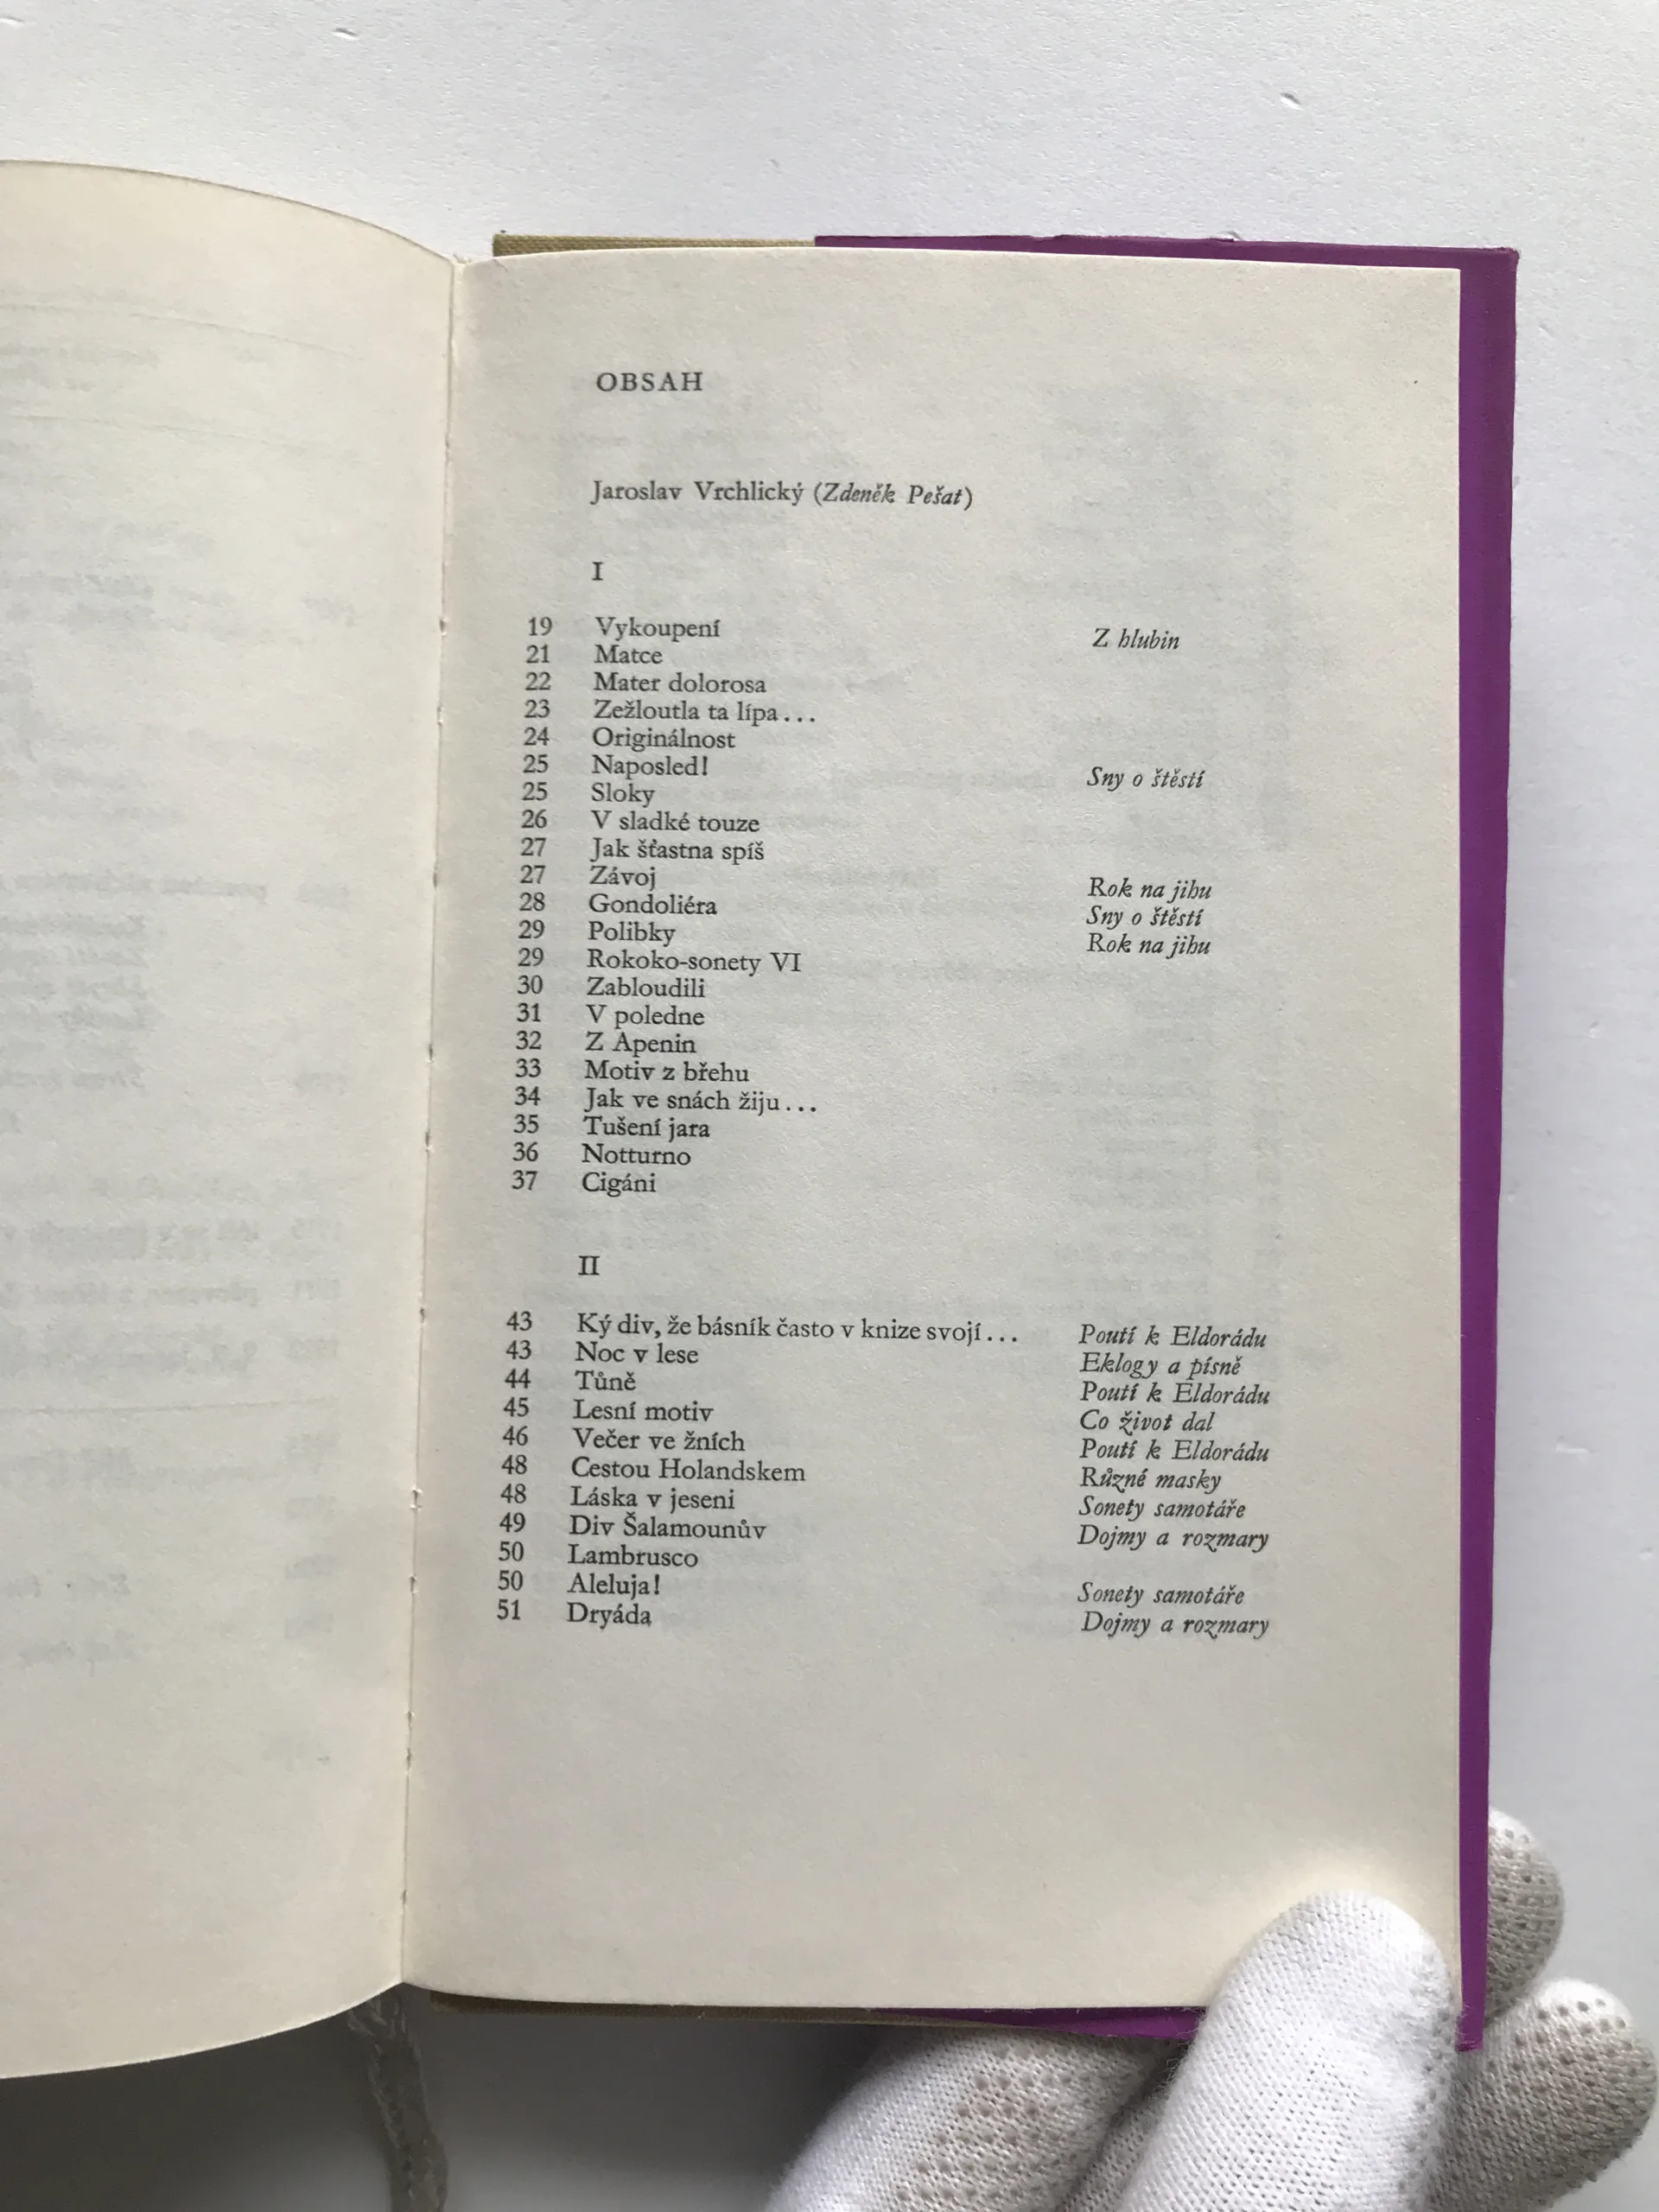 OBSAH
Jaroslav Vrchlický (Zdeněk Pešat)
I
19 Vykoupení Z hlubin
21 Matce
22 Mater dolorosa
23 Zežloutla ta lípa...
24 Originálnost
25 Naposled! Sny o štěstí
25 Sloky
26 V sladké touze
27 Jak šťastna spíš
27 Závoj Rok na jihu
28 Gondoliéra Sny o štěstí
29 Polibky Rok na jihu
29 Rokoko-sonety VI
30 Zabloudili
31 V poledne
32 Z Apenin
33 Motiv z břehu
34 Jak ve snách žiju...
35 Tušení jara
36 Notturno
37 Cigáni
II
43 Ký div, že básník často v knize svojí... Poutí k Eldorádu
43 Noc v lese Eklogy a písně
44 Tůně Poutí k Eldorádu
45 Lesní motiv Co život dal
46 Večer ve žních Poutí k Eldorádu
48 Cestou Holandskem Různé masky
48 Láska v jeseni Sonety samotáře
49 Div Šalamounův Dojmy a rozmary
50 Lambrusco
50 Aleluja! Sonety samotáře
51 Dryáda Dojmy a rozmary